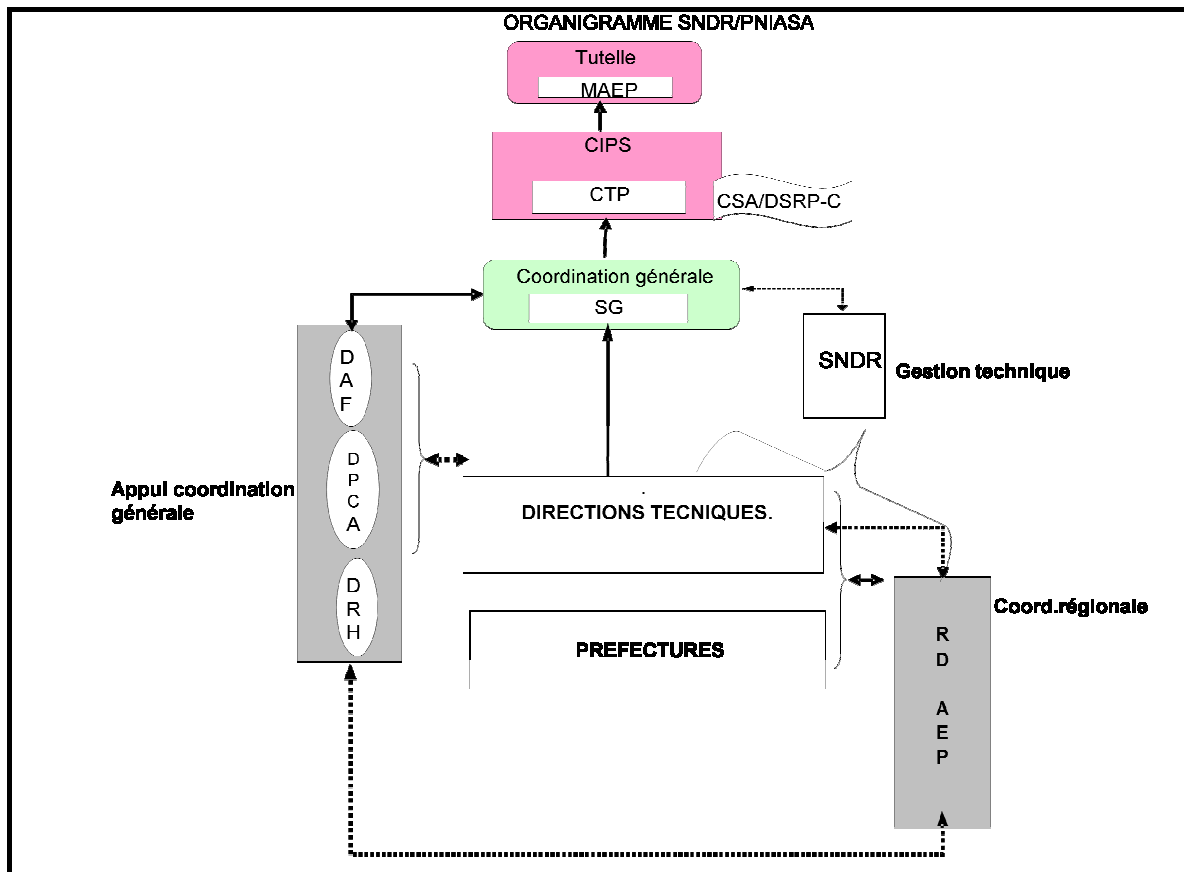 ORGANIGRAMME SNDR/PNIASA
Tutelle
MAEP
CIPS
CTP
CSA/DSRP-C
Coordination générale
SG
SNDR
Gestion technique
D
A
F
D
P
C
A
D
R
H
Appui coordination
générale
DIRECTIONS TECNIQUES.
PREFECTURES
Coord.régionale
R
D
A
E
P